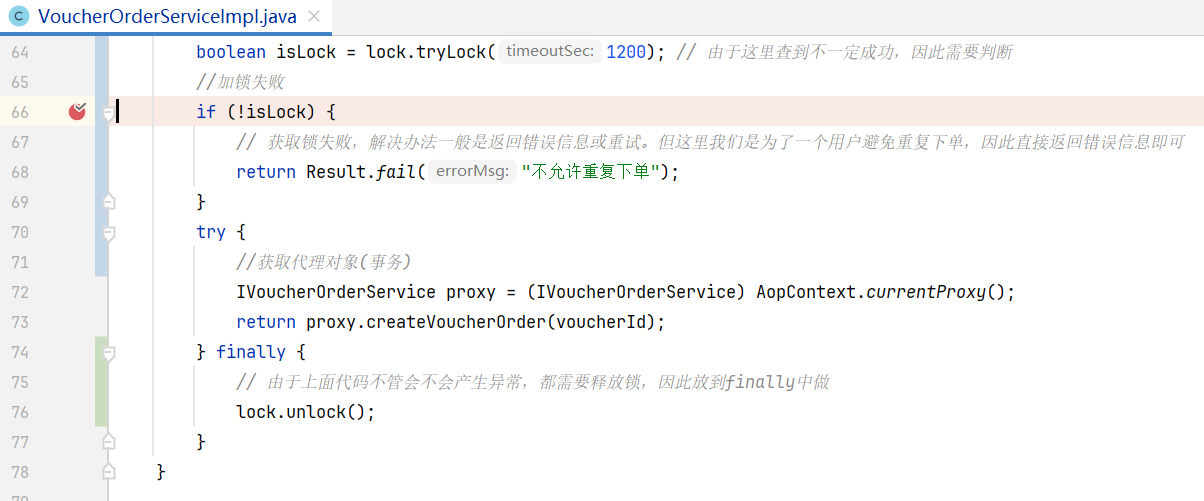 C VoucherOrderServiceImpl.java ×
64 boolean isLock = lock.tryLock( timeoutSec: 1200); // 由于这里查到不一定成功，因此需要判断
65 //加锁失败
66 if (!isLock) {
67 // 获取锁失败，解决办法一般是返回错误信息或重试。但这里我们是为了一个用户避免重复下单，因此直接返回错误信息即可
68 return Result.fail( errorMsg: "不允许重复下单");
69 }
70 try {
71 //获取代理对象(事务)
72 IVoucherOrderService proxy = (IVoucherOrderService) AopContext.currentProxy();
73 return proxy.createVoucherOrder(voucherId);
74 } finally {
75 // 由于上面代码不管会不会产生异常，都需要释放锁，因此放到finally中做
76 lock.unlock();
77 }
78 }
79